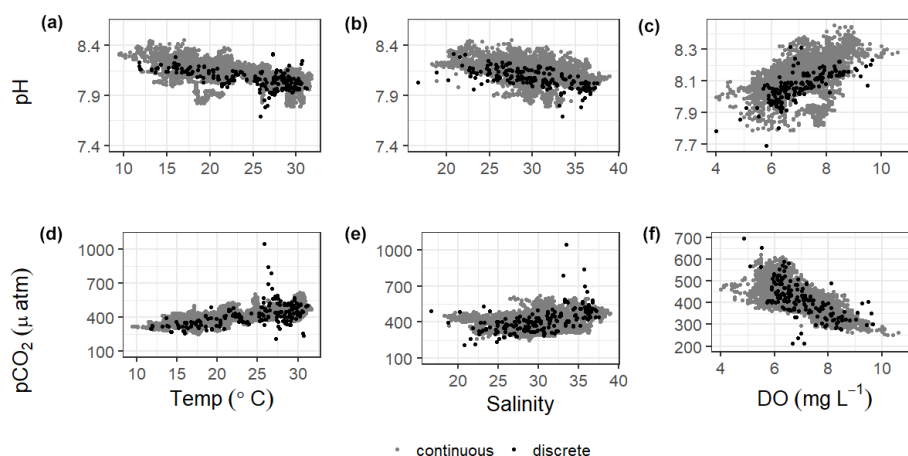 (a) (b) (c)
pH
8.4
7.9
7.4
10 15 20 25 30
8.4
7.9
7.4
20 25 30 35 40
8.3
8.1
7.9
7.7
4 6 8 10
(d) (e) (f)
pCO₂ (μ atm)
1000
700
400
100
10 15 20 25 30
Temp (° C)
1000
700
400
100
20 25 30 35 40
Salinity
700
600
500
400
300
200
4 6 8 10
DO (mg L⁻¹)
continuous discrete